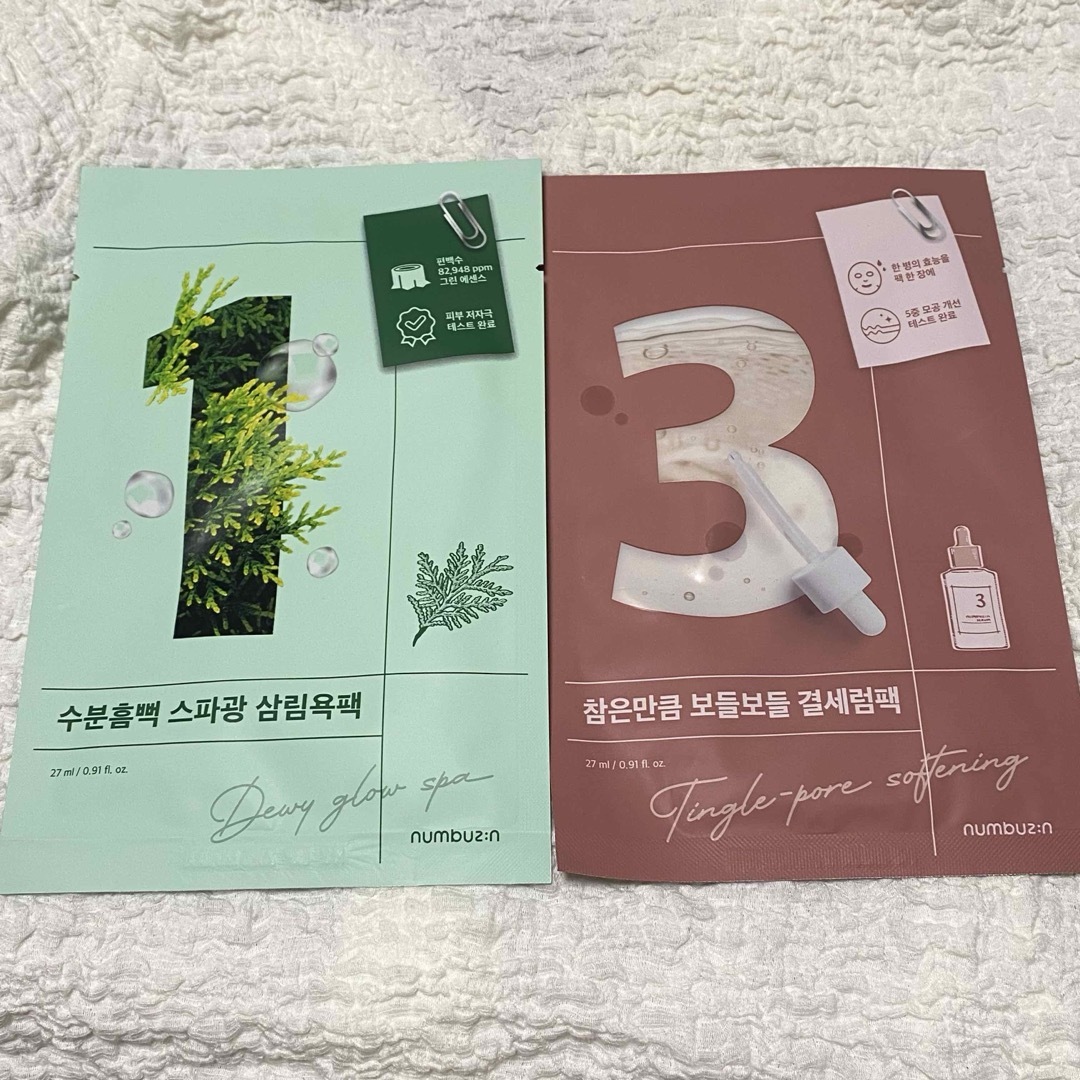 편백수
82,948 ppm
그린 에센스
피부 저자극
테스트 완료
수분흠뻑 스파광 삼림욕팩
27 ml / 0.91 fl. oz.
Dewy glow spa
numbuz:n
한 병의 효능을
팩 한 장에
5중 모공 개선
테스트 완료
3
참은만큼 보들보들 결세럼팩
27 ml / 0.91 fl. oz.
Tingle-pore softening
numbuz:n